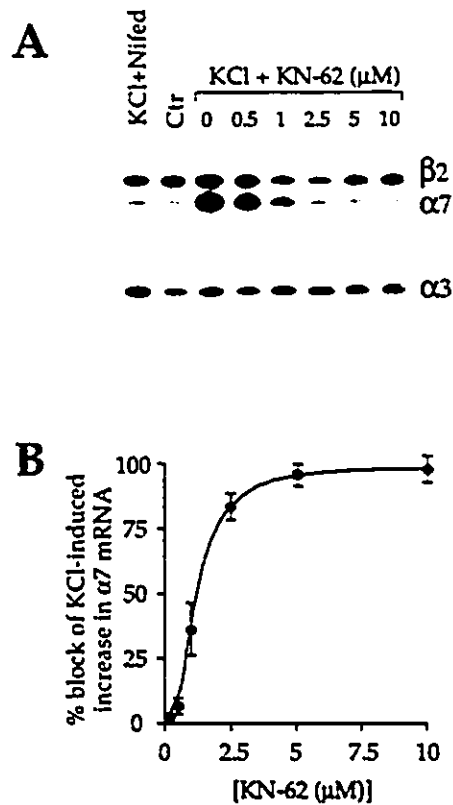 A
KCl+Nifed
Ctr
KCl + KN-62 (μM)
0 0.5 1 2.5 5 10
β2
α7
α3
B
% block of KCl-induced
increase in α7 mRNA
100
75
50
25
0
0 2.5 5 7.5 10
[KN-62 (μM)]